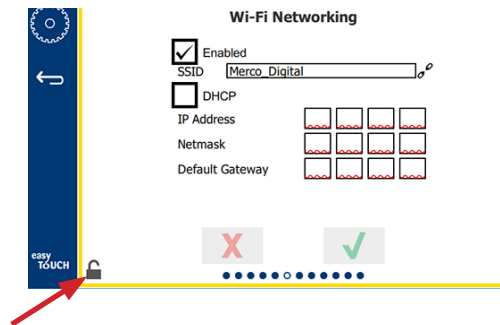 Wi-Fi Networking
Enabled
SSID Merco_Digital
DHCP
IP Address
Netmask
Default Gateway
X
easy
TOUCH